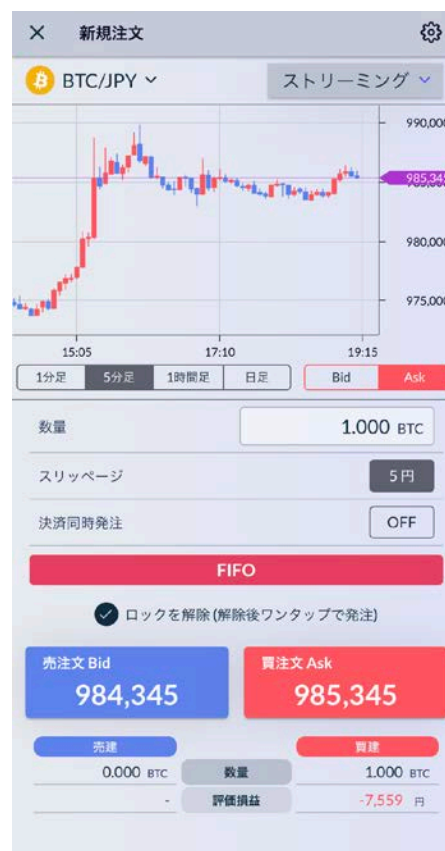 新規注文
BTC/JPY
ストリーミング
990,000
985,345
980,000
975,000
15:05 17:10 19:15
1分足 5分足 1時間足 日足 Bid Ask
数量 1.000 BTC
スリッページ 5円
決済同時発注 OFF
FIFO
ロックを解除(解除後ワンタップで発注)
売注文 Bid 買注文 Ask
984,345 985,345
売建 買建
0.000 BTC 数量 1.000 BTC
- 評価損益 -7,559 円